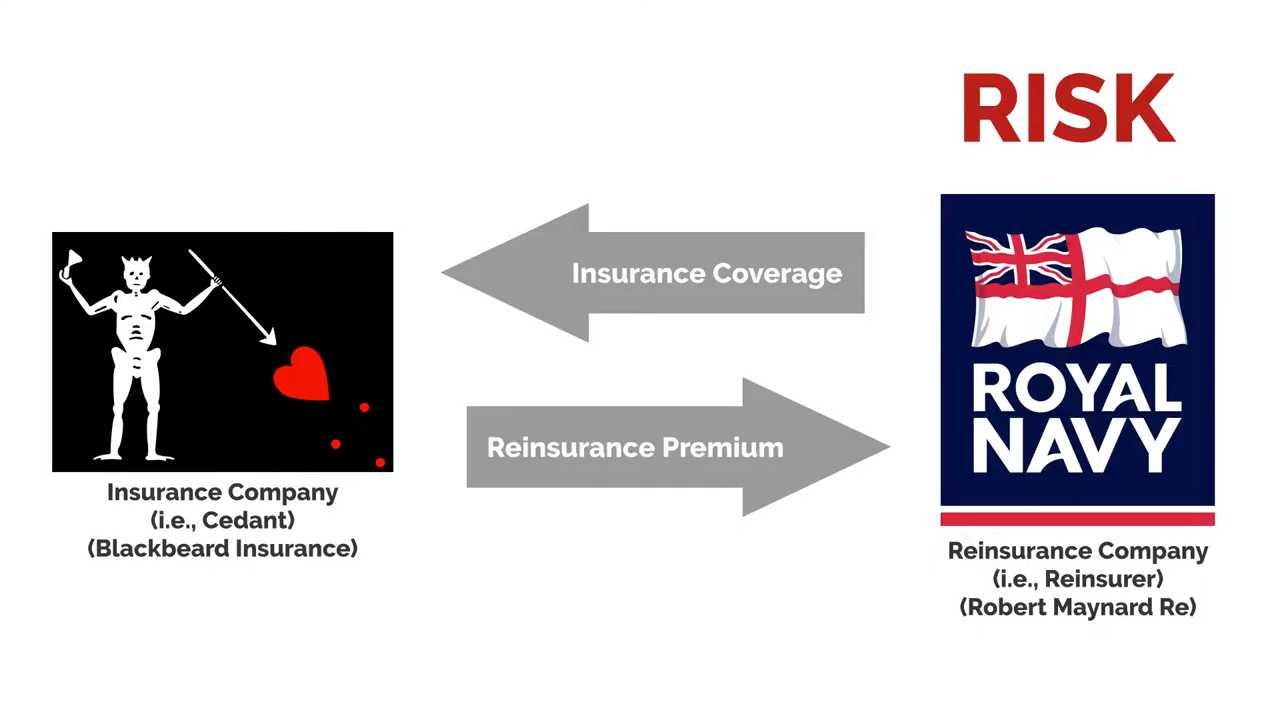 RISK
Insurance Coverage
Reinsurance Premium
ROYAL
NAVY
Insurance Company
(i.e., Cedant)
(Blackbeard Insurance)
Reinsurance Company
(i.e., Reinsurer)
(Robert Maynard Re)